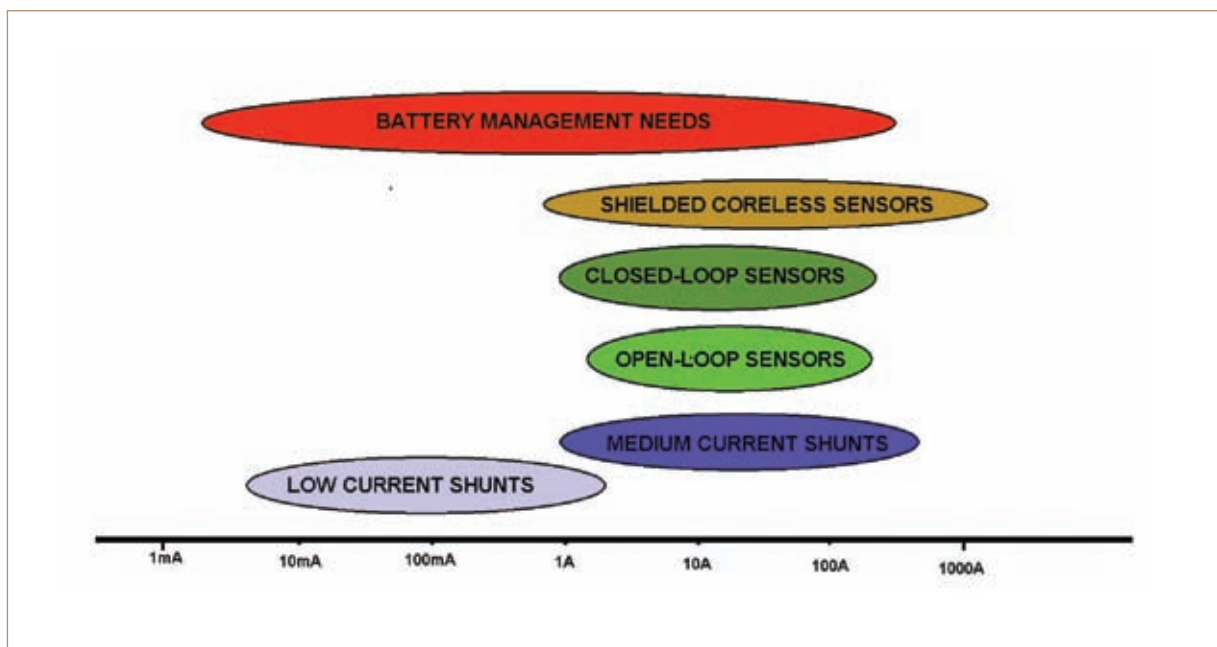 BATTERY MANAGEMENT NEEDS
SHIELDED CORELESS SENSORS
CLOSED-LOOP SENSORS
OPEN-LOOP SENSORS
MEDIUM CURRENT SHUNTS
LOW CURRENT SHUNTS
1mA 10mA 100mA 1A 10A 100A 1000A